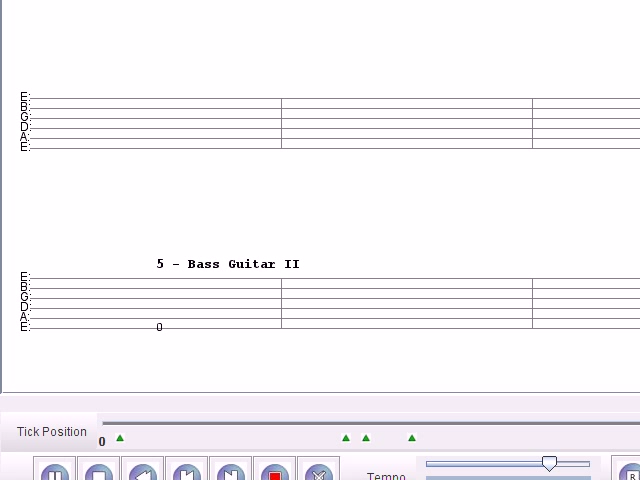 E:
B:
G:
D:
A:
E:
5 - Bass Guitar II
E:
B:
G:
D:
A:
E:
0
Tick Position
0
Tempo
B